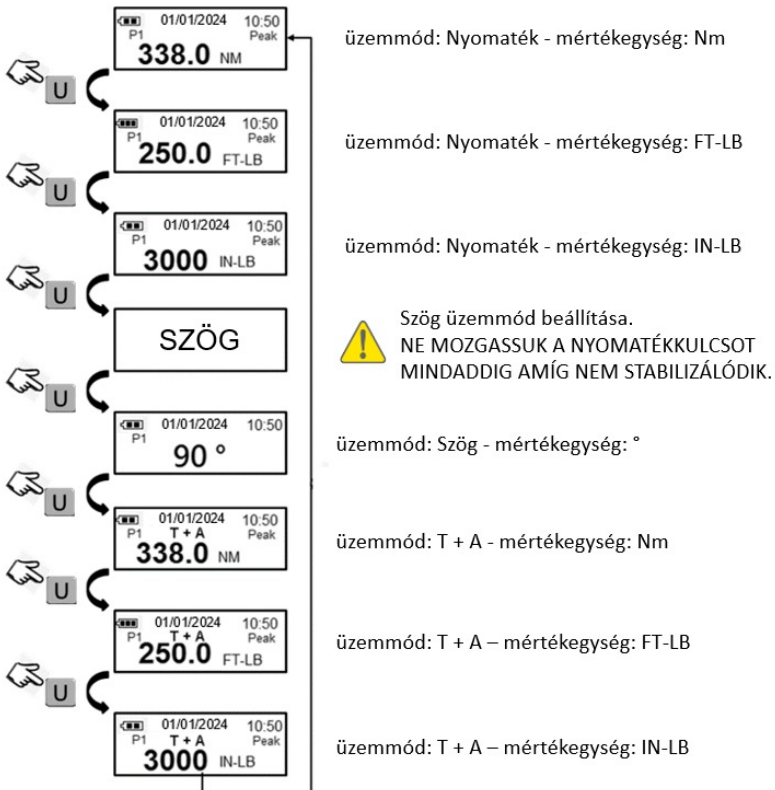 01/01/2024 10:50
P1 Peak
338.0 NM
üzemmód: Nyomaték - mértékegység: Nm
U
01/01/2024 10:50
P1 Peak
250.0 FT-LB
üzemmód: Nyomaték - mértékegység: FT-LB
U
01/01/2024 10:50
P1 Peak
3000 IN-LB
üzemmód: Nyomaték - mértékegység: IN-LB
U
SZÖG
Szög üzemmód beállítása.
NE MOZGASSUK A NYOMATÉKKULCSOT
MINDADDIG AMÍG NEM STABILIZÁLÓDIK.
U
01/01/2024 10:50
P1
90 °
üzemmód: Szög - mértékegység: °
U
01/01/2024 10:50
P1 T + A Peak
338.0 NM
üzemmód: T + A - mértékegység: Nm
U
01/01/2024 10:50
P1 T + A Peak
250.0 FT-LB
üzemmód: T + A – mértékegység: FT-LB
U
01/01/2024 10:50
P1 T + A Peak
3000 IN-LB
üzemmód: T + A – mértékegység: IN-LB